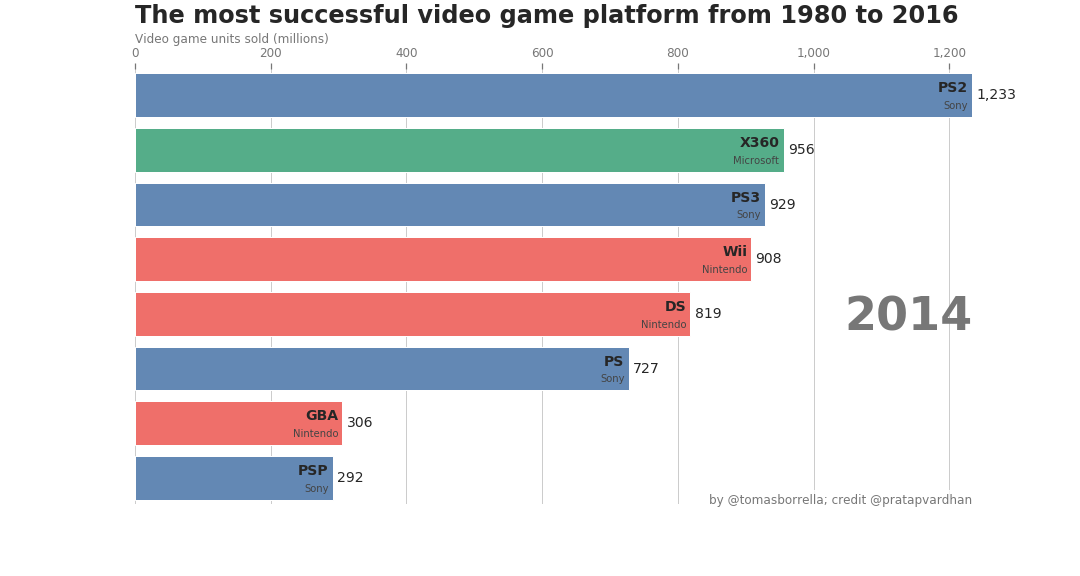 The most successful video game platform from 1980 to 2016
Video game units sold (millions)
0 200 400 600 800 1,000 1,200
PS2
Sony
1,233
X360
Microsoft
956
PS3
Sony
929
Wii
Nintendo
908
DS
Nintendo
819
2014
PS
Sony
727
GBA
Nintendo
306
PSP
Sony
292
by @tomasborrella; credit @pratapvardhan